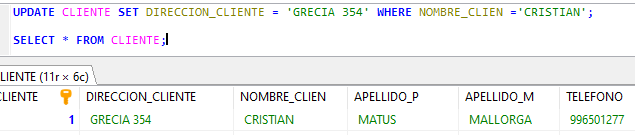 UPDATE CLIENTE SET DIRECCION_CLIENTE = 'GRECIA 354' WHERE NOMBRE_CLIEN ='CRISTIAN';
SELECT * FROM CLIENTE;
CLIENTE (11r × 6c)
CLIENTE DIRECCION_CLIENTE NOMBRE_CLIEN APELLIDO_P APELLIDO_M TELEFONO
1 GRECIA 354 CRISTIAN MATUS MALLORGA 996501277